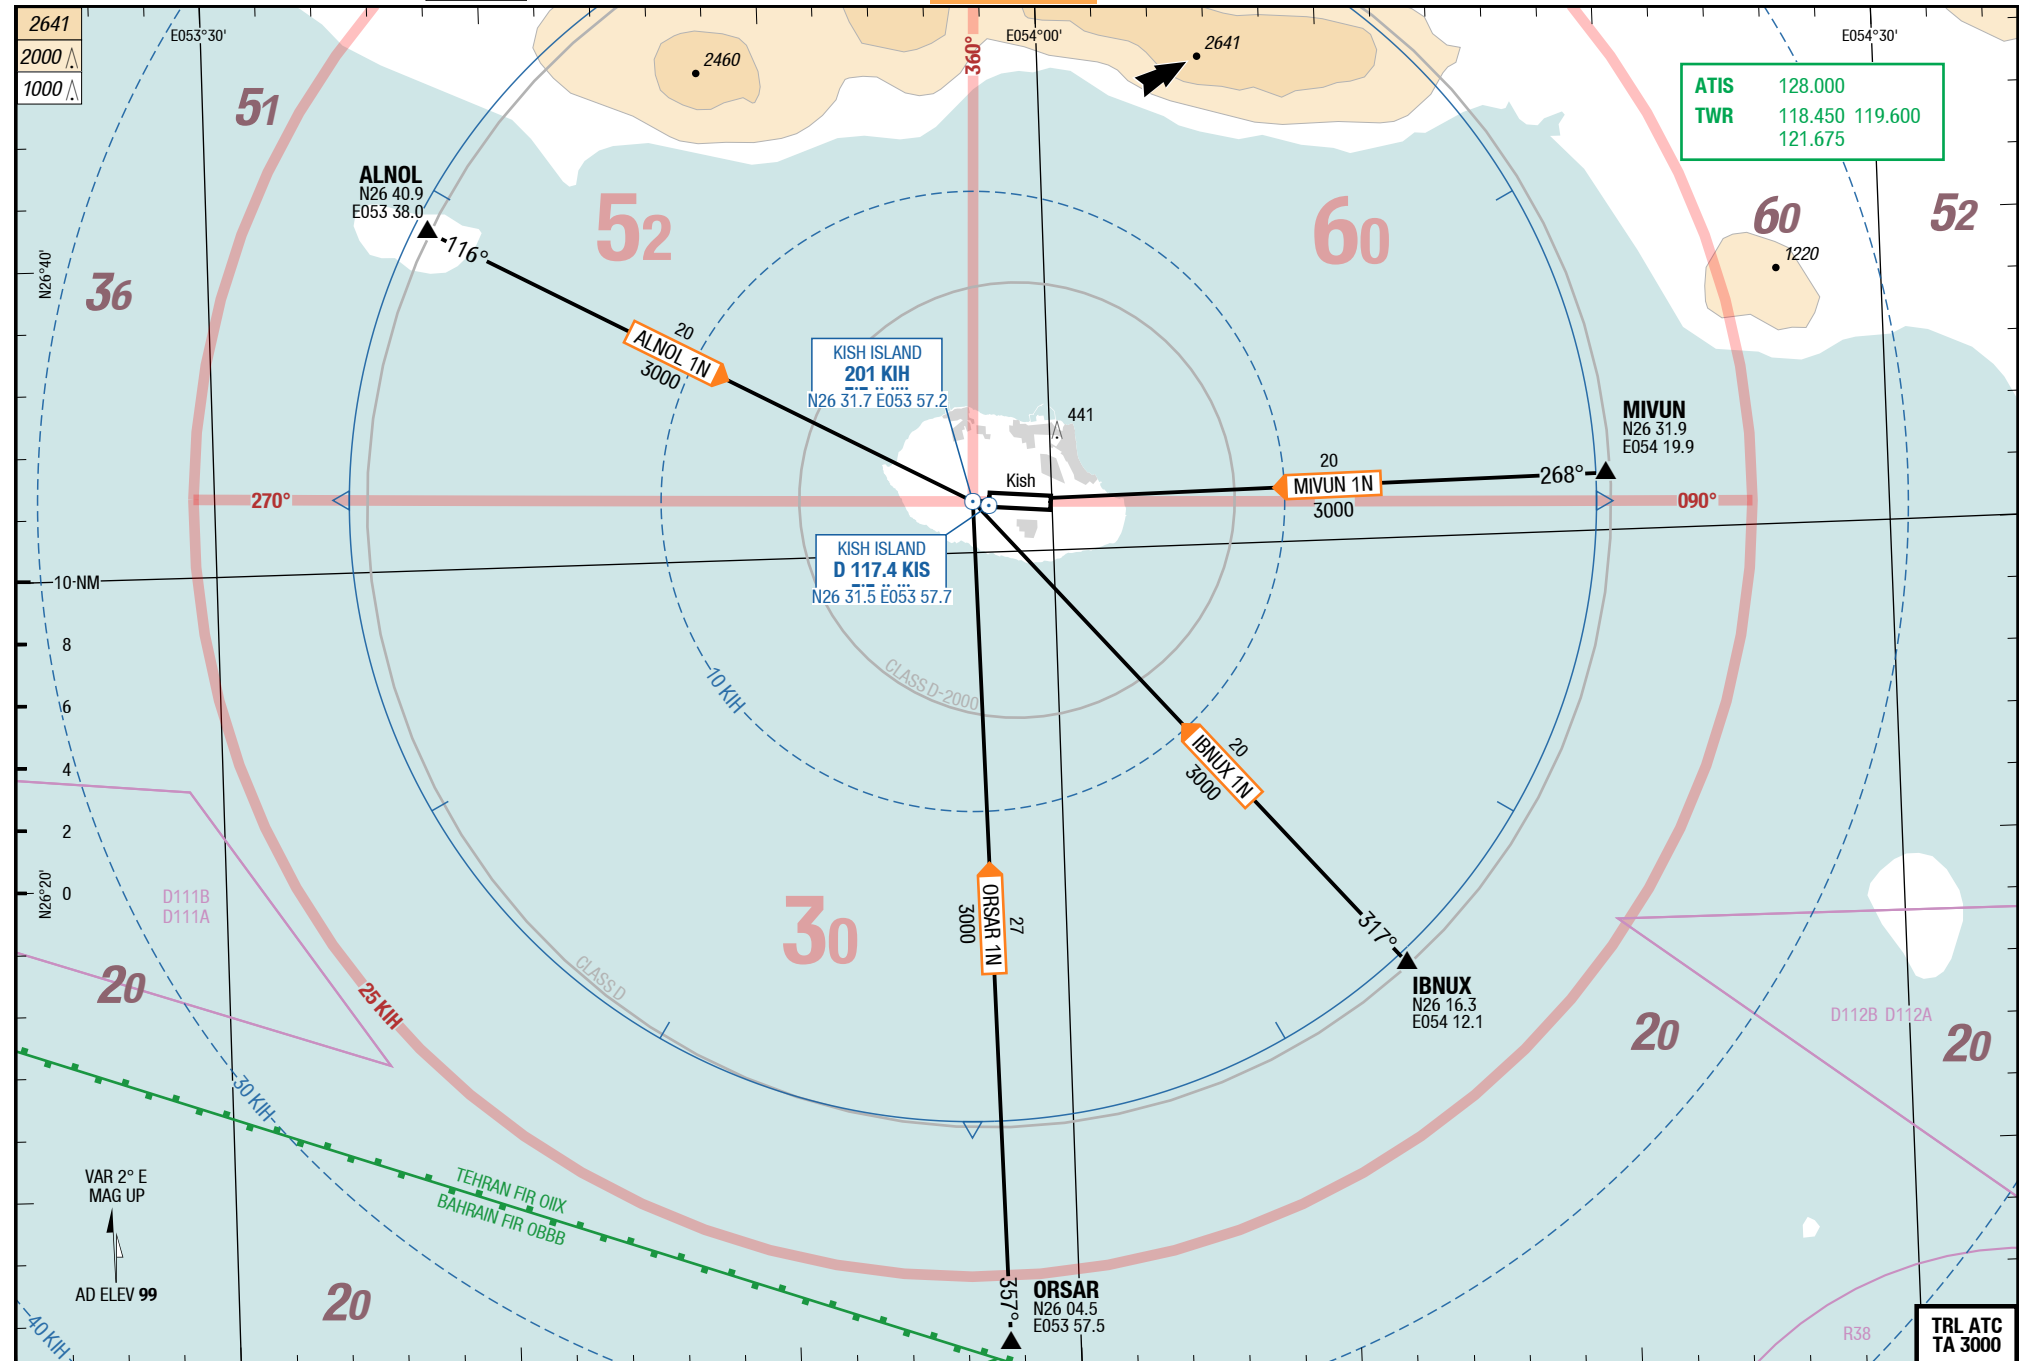 2641
2000
1000
E053°30'
E054°00'
E054°30'
360°
2460
2641
ATIS 128.000
TWR 118.450 119.600
121.675
51
ALNOL
N26 40.9
E053 38.0
52
60
60
52
1220
36
N26°40'
116°
20
ALNOL 1N
3000
KISH ISLAND
201 KIH
N26 31.7 E053 57.2
441
Kish
MIVUN
N26 31.9
E054 19.9
20
MIVUN 1N
268°
3000
270°
090°
KISH ISLAND
D 117.4 KIS
N26 31.5 E053 57.7
10 NM
8
6
4
2
0
N26°20'
CLASS D-2000
10 KIH
20
IBNUX 1N
3000
D111B
D111A
30
27
ORSAR 1N
3000
317°
IBNUX
N26 16.3
E054 12.1
CLASS D
20
25 KIH
20
D112B D112A
20
30 KIH
TEHRAN FIR OIIX
BAHRAIN FIR OBBB
VAR 2° E
MAG UP
AD ELEV 99
20
40 KIH
357°
ORSAR
N26 04.5
E053 57.5
R38
TRL ATC
TA 3000